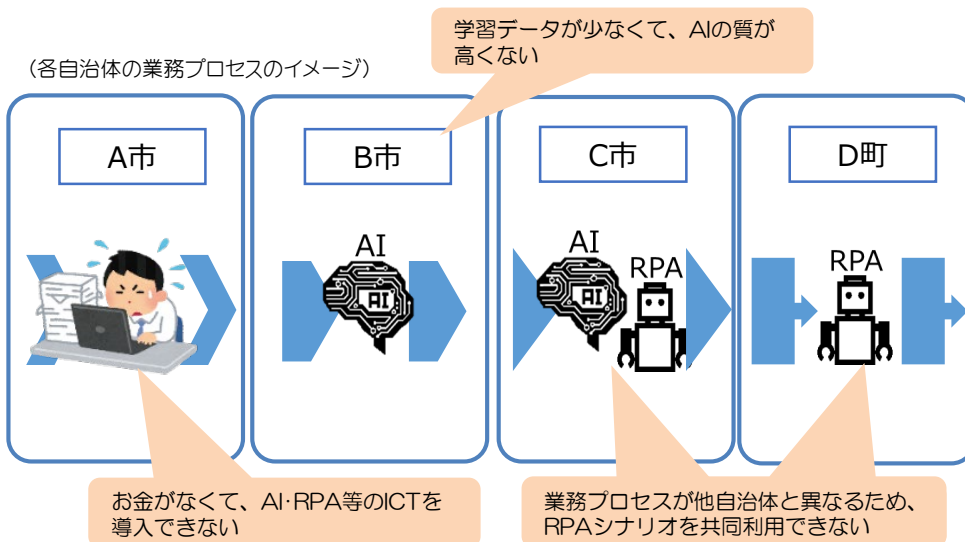 学習データが少なくて、AIの質が
高くない
（各自治体の業務プロセスのイメージ）
A市
B市
C市
D町
AI
AI
AI
RPA
AI
RPA
お金がなくて、AI・RPA等のICTを
導入できない
業務プロセスが他自治体と異なるため、
RPAシナリオを共同利用できない